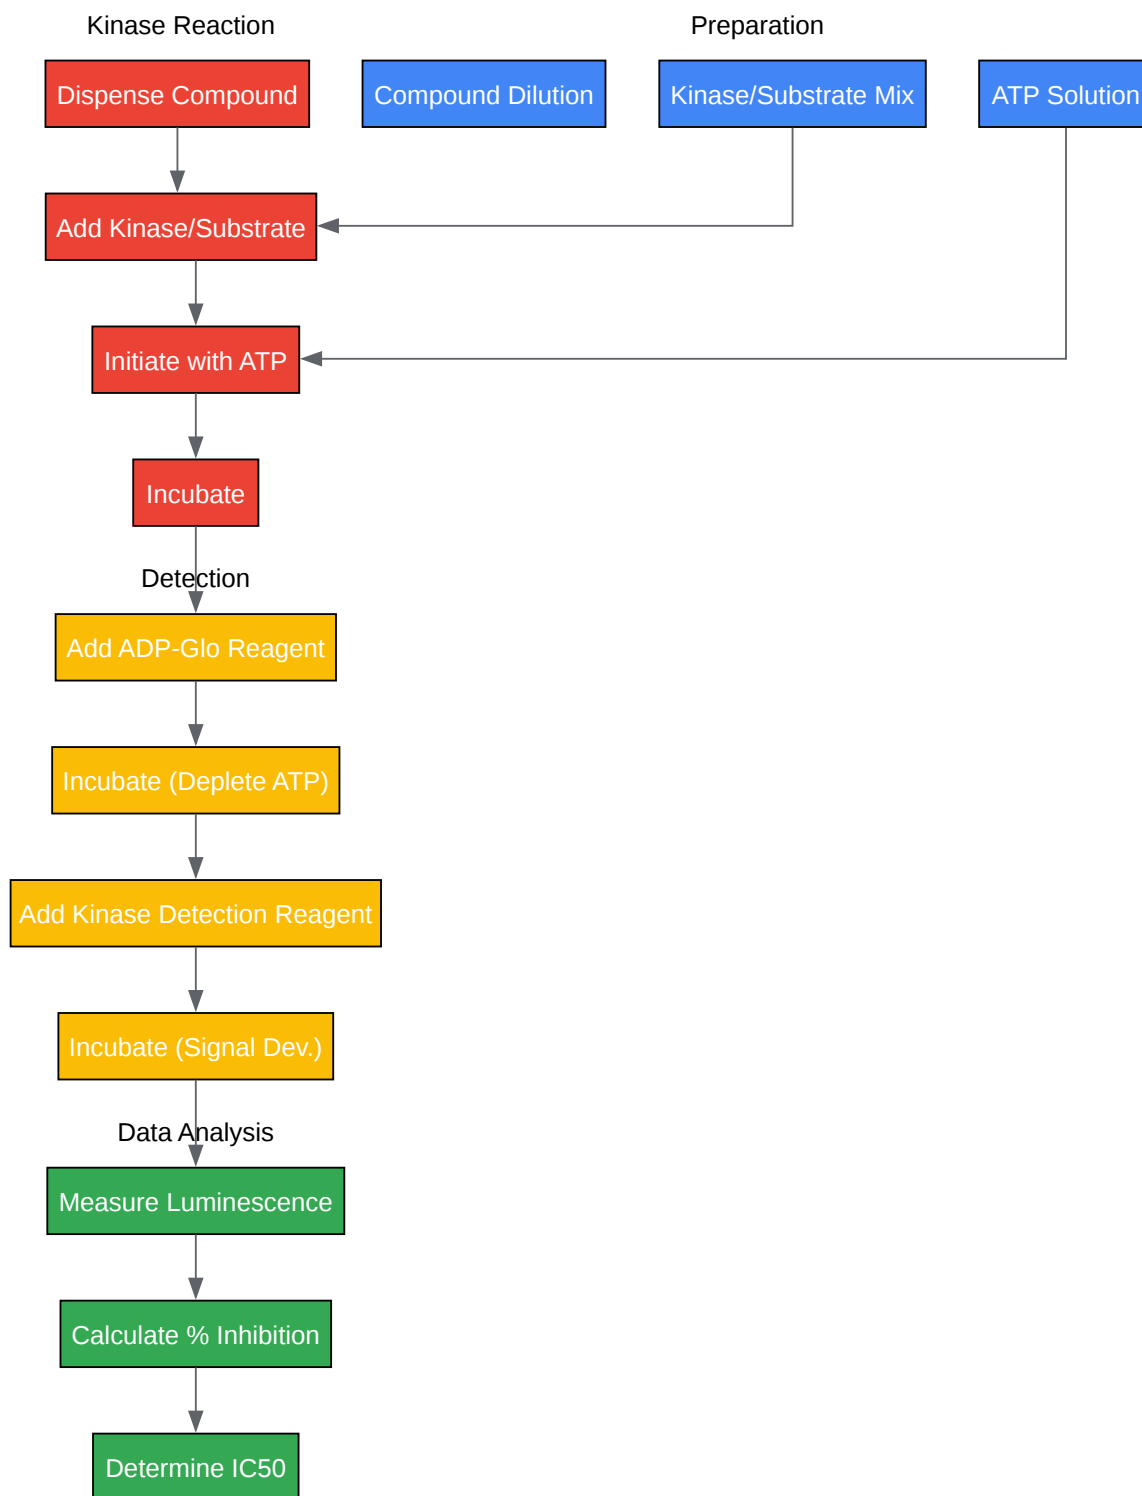 Kinase Reaction
Preparation
Dispense Compound
Compound Dilution
Kinase/Substrate Mix
ATP Solution
Add Kinase/Substrate
Initiate with ATP
Incubate
Detection
Add ADP-Glo Reagent
Incubate (Deplete ATP)
Add Kinase Detection Reagent
Incubate (Signal Dev.)
Data Analysis
Measure Luminescence
Calculate % Inhibition
Determine IC50